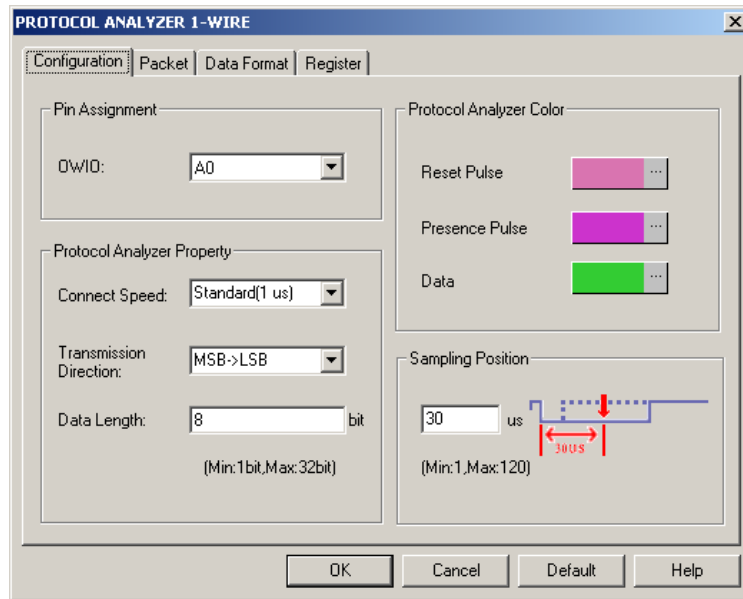 PROTOCOL ANALYZER 1-WIRE
Configuration Packet Data Format Register
Pin Assignment
OWIO:
A0
Protocol Analyzer Property
Connect Speed:
Standard(1 us)
Transmission
Direction:
MSB->LSB
Data Length:
8
bit
(Min:1bit,Max:32bit)
Protocol Analyzer Color
Reset Pulse
...
Presence Pulse
...
Data
...
Sampling Position
30
us
30US
(Min:1,Max:120)
OK Cancel Default Help